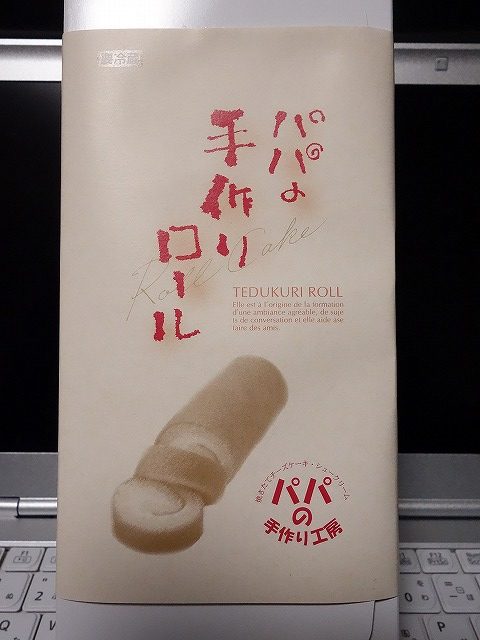 要冷蔵
パパの
手作り
ロール
Roll Cake
TEDUKURI ROLL
Elle est à l'origine de la formation
d'une ambiance agréable, de suje
ts de conversation et elle aide ase
faire des amis.
焼きたてチーズケーキ・シュークリーム
パパ
の
手作り工房